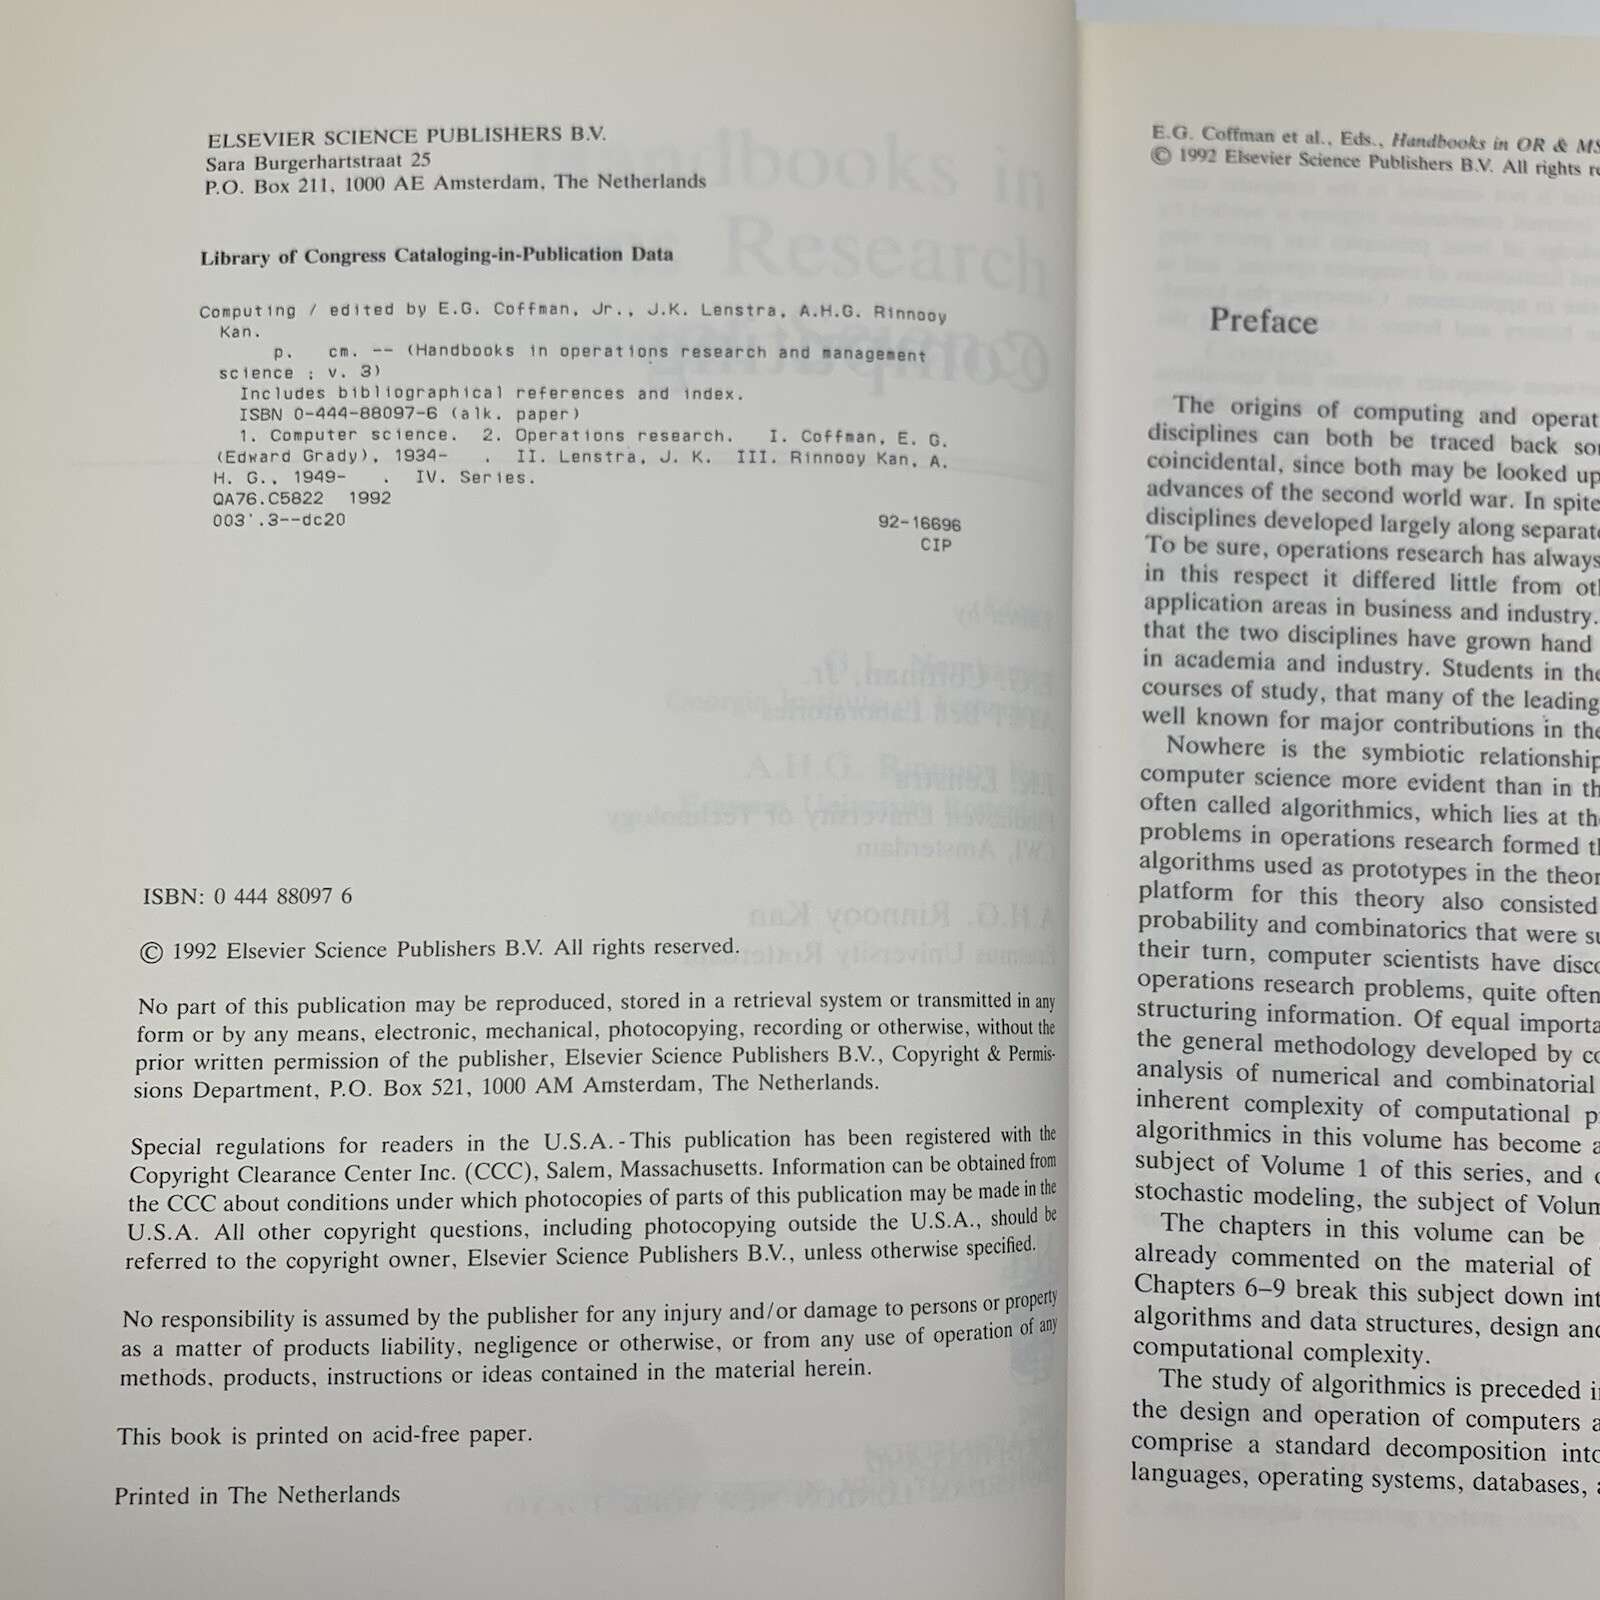 ELSEVIER SCIENCE PUBLISHERS B.V.
Sara Burgerhartstraat 25
P.O. Box 211, 1000 AE Amsterdam, The Netherlands
Library of Congress Cataloging-in-Publication Data
Computing / edited by E.G. Coffman, Jr., J.K. Lenstra, A.H.G. Rinnooy
Kan.
p. cm. -- (Handbooks in operations research and management
science ; v. 3)
Includes bibliographical references and index.
ISBN 0-444-88097-6 (alk. paper)
1. Computer science. 2. Operations research. I. Coffman, E. G.
(Edward Grady), 1934- . II. Lenstra, J. K. III. Rinnooy Kan, A.
H. G., 1949- . IV. Series.
QA76.C5822 1992
003'.3--dc20 92-16696
CIP
ISBN: 0 444 88097 6
© 1992 Elsevier Science Publishers B.V. All rights reserved.
No part of this publication may be reproduced, stored in a retrieval system or transmitted in any
form or by any means, electronic, mechanical, photocopying, recording or otherwise, without the
prior written permission of the publisher, Elsevier Science Publishers B.V., Copyright & Permis-
sions Department, P.O. Box 521, 1000 AM Amsterdam, The Netherlands.
Special regulations for readers in the U.S.A. - This publication has been registered with the
Copyright Clearance Center Inc. (CCC), Salem, Massachusetts. Information can be obtained from
the CCC about conditions under which photocopies of parts of this publication may be made in the
U.S.A. All other copyright questions, including photocopying outside the U.S.A., should be
referred to the copyright owner, Elsevier Science Publishers B.V., unless otherwise specified.
No responsibility is assumed by the publisher for any injury and/or damage to persons or property
as a matter of products liability, negligence or otherwise, or from any use of operation of any
methods, products, instructions or ideas contained in the material herein.
This book is printed on acid-free paper.
Printed in The Netherlands
E.G. Coffman et al., Eds., Handbooks in OR & MS
© 1992 Elsevier Science Publishers B.V. All rights
Preface
The origins of computing and
disciplines can both be traced back
coincidental, since both may be looked
advances of the second world war. In spite
disciplines developed largely along
To be sure, operations research has always
in this respect it differed little from
application areas in business and industry.
that the two disciplines have grown hand
in academia and industry. Students in
courses of study, that many of the leading
well known for major contributions in
Nowhere is the symbiotic relationship
computer science more evident than in
often called algorithmics, which lies at
problems in operations research formed
algorithms used as prototypes in the
platform for this theory also consisted
probability and combinatorics that were
their turn, computer scientists have
operations research problems, quite often
structuring information. Of equal
the general methodology developed by
analysis of numerical and combinatorial
inherent complexity of computational
algorithmics in this volume has become
subject of Volume 1 of this series, and
stochastic modeling, the subject of
The chapters in this volume can be
already commented on the material of
Chapters 6–9 break this subject down
algorithms and data structures, design
computational complexity.
The study of algorithmics is preceded
the design and operation of computers
comprise a standard decomposition
languages, operating systems, databases,